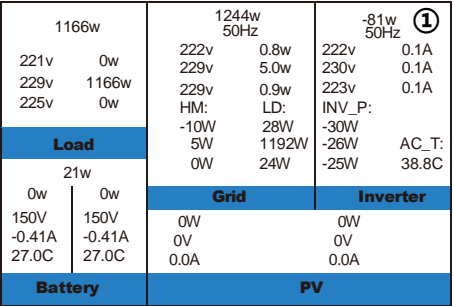 1166w
221v 0w
229v 1166w
225v 0w
Load
1244w
50Hz
222v 0.8w
229v 5.0w
229v 0.9w
HM: LD:
-10W 28W
5W 1192W
0W 24W
Grid
-81w ①
50Hz
222v 0.1A
230v 0.1A
223v 0.1A
INV_P:
-30W
-26W AC_T:
-25W 38.8C
Inverter
21w
0w 0w
150V 150V
-0.41A -0.41A
27.0C 27.0C
Battery
0W 0W
0V 0V
0.0A 0.0A
PV